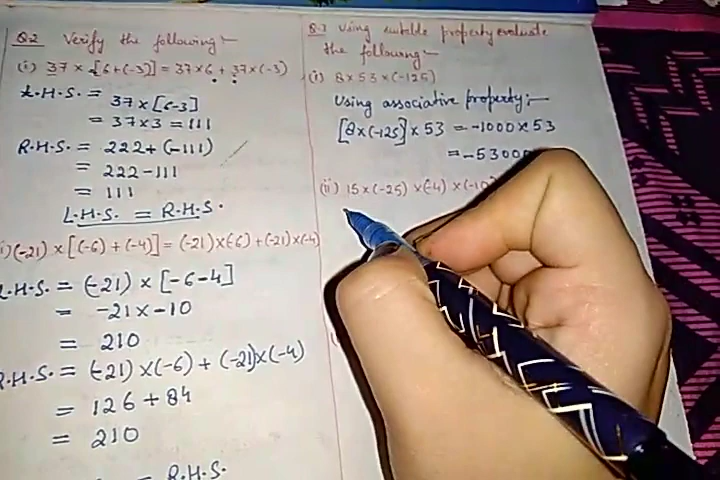 Q.2 Verify the following:-
(i) 37 × [6+(-3)] = 37×6 + 37×(-3)
L.H.S. = 37×[6-3]
= 37×3 = 111
R.H.S. = 222+(-111)
= 222-111
= 111
L.H.S. = R.H.S.
(-21) × [(-6) + (-4)] = (-21)×(-6) + (-21)×(-4)
L.H.S. = (-21) × [-6-4]
= -21×-10
= 210
R.H.S. = (-21) ×(-6) + (-21)×(-4)
= 126 + 84
= 210
= R.H.S.
Using suitable property evaluate
the following:-
(i) 8×53×(-125)
Using associative property:-
[8×(-125]×53 = -1000×53
= -53000
(ii) 15×(-25) ×(-4) ×(-10